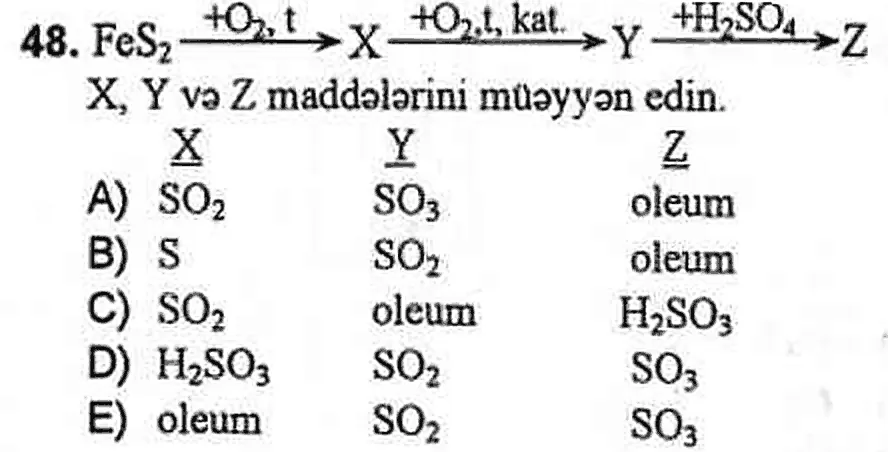 48. FeS₂ —+O₂, t→ X —+O₂,t, kat.→ Y —+H₂SO₄→ Z
X, Y və Z maddələrini müəyyən edin.
X Y Z
A) SO₂ SO₃ oleum
B) S SO₂ oleum
C) SO₂ oleum H₂SO₃
D) H₂SO₃ SO₂ SO₃
E) oleum SO₂ SO₃